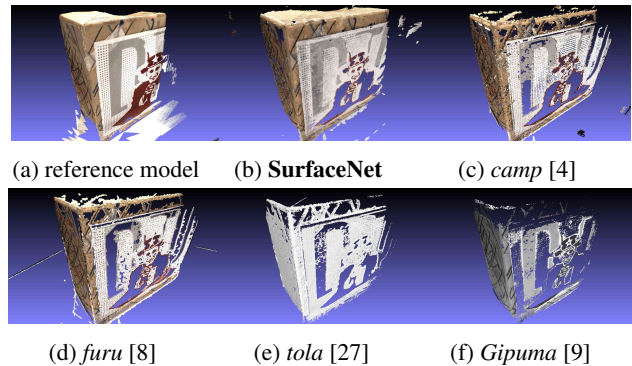 (a) reference model (b) SurfaceNet (c) camp [4]
(d) furu [8] (e) tola [27] (f) Gipuma [9]